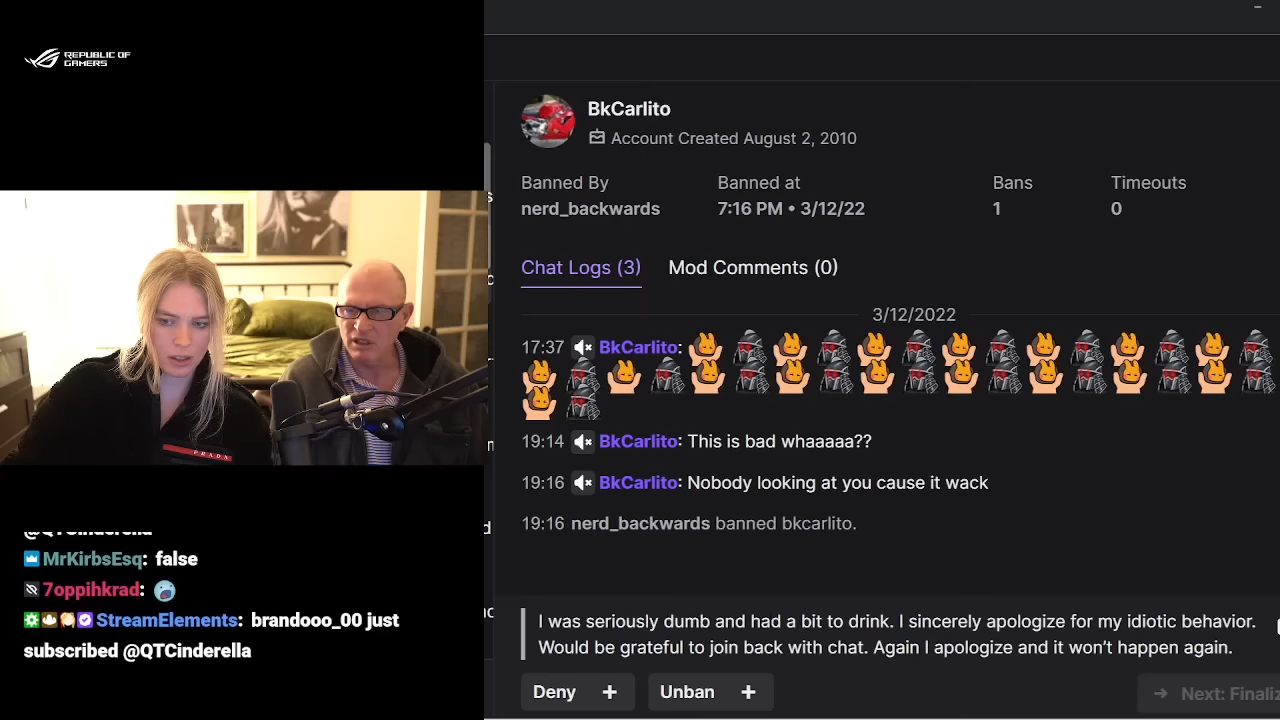 REPUBLIC OF
GAMERS
PRADA
@QTCinderella
MrKirbsEsq: false
7oppihkrad:
StreamElements: brandooo_00 just
subscribed @QTCinderella
BkCarlito
Account Created August 2, 2010
Banned By
nerd_backwards
Banned at
7:16 PM • 3/12/22
Bans
1
Timeouts
0
Chat Logs (3)
Mod Comments (0)
3/12/2022
17:37 BkCarlito:
19:14 BkCarlito: This is bad whaaaaa??
19:16 BkCarlito: Nobody looking at you cause it wack
19:16 nerd_backwards banned bkcarlito.
I was seriously dumb and had a bit to drink. I sincerely apologize for my idiotic behavior.
Would be grateful to join back with chat. Again I apologize and it won't happen again.
Deny +
Unban +
Next: